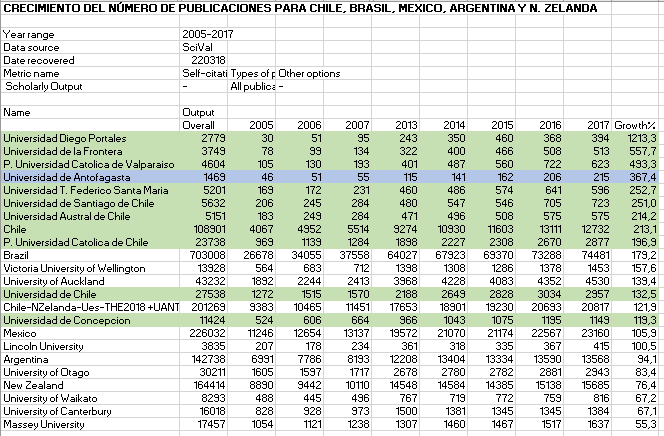 CRECIMIENTO DEL NÚMERO DE PUBLICACIONES PARA CHILE, BRASIL, MEXICO, ARGENTINA Y N. ZELANDA
Year range 2005-2017
Data source SciVal
Date recovered 220318
Metric name Self-citati Types of p Other options
Scholarly Output - All publica -
Name Output
Overall 2005 2006 2007 2013 2014 2015 2016 2017 Growth%
Universidad Diego Portales 2779 30 51 95 243 350 460 368 394 1213,3
Universidad de la Frontera 3749 78 99 134 322 400 466 508 513 557,7
P. Universidad Catolica de Valparaiso 4604 105 130 193 401 487 560 722 623 493,3
Universidad de Antofagasta 1469 46 51 55 115 141 162 206 215 367,4
Universidad T. Federico Santa Maria 5201 169 172 231 460 486 574 641 596 252,7
Universidad de Santiago de Chile 5632 206 245 284 480 547 546 705 723 251,0
Universidad Austral de Chile 5151 183 249 284 471 496 508 575 575 214,2
Chile 108901 4067 4952 5514 9274 10930 11603 13111 12732 213,1
P. Universidad Catolica de Chile 23738 969 1139 1284 1898 2227 2308 2670 2877 196,9
Brazil 703008 26678 34055 37558 64027 67923 69370 73288 74481 179,2
Victoria University of Wellington 13928 564 683 712 1398 1308 1286 1378 1453 157,6
University of Auckland 43232 1892 2244 2413 3968 4228 4083 4352 4530 139,4
Universidad de Chile 27538 1272 1515 1570 2188 2649 2828 3034 2957 132,5
Chile-NZelanda-Ues-THE2018 +UANT 201269 9383 10465 11451 17653 18901 19230 20693 20817 121,9
Universidad de Concepcion 11424 524 606 664 966 1043 1075 1195 1149 119,3
Mexico 226032 11246 12654 13137 19572 21070 21174 22567 23160 105,9
Lincoln University 3835 207 178 234 361 318 335 367 415 100,5
Argentina 142738 6991 7786 8193 12208 13404 13334 13590 13568 94,1
University of Otago 30211 1605 1597 1717 2678 2780 2782 2881 2943 83,4
New Zealand 164414 8890 9442 10110 14548 14584 14385 15138 15685 76,4
University of Waikato 8293 488 445 496 767 719 772 759 816 67,2
University of Canterbury 16018 828 928 973 1500 1381 1345 1345 1384 67,1
Massey University 17457 1054 1121 1238 1307 1460 1467 1517 1637 55,3